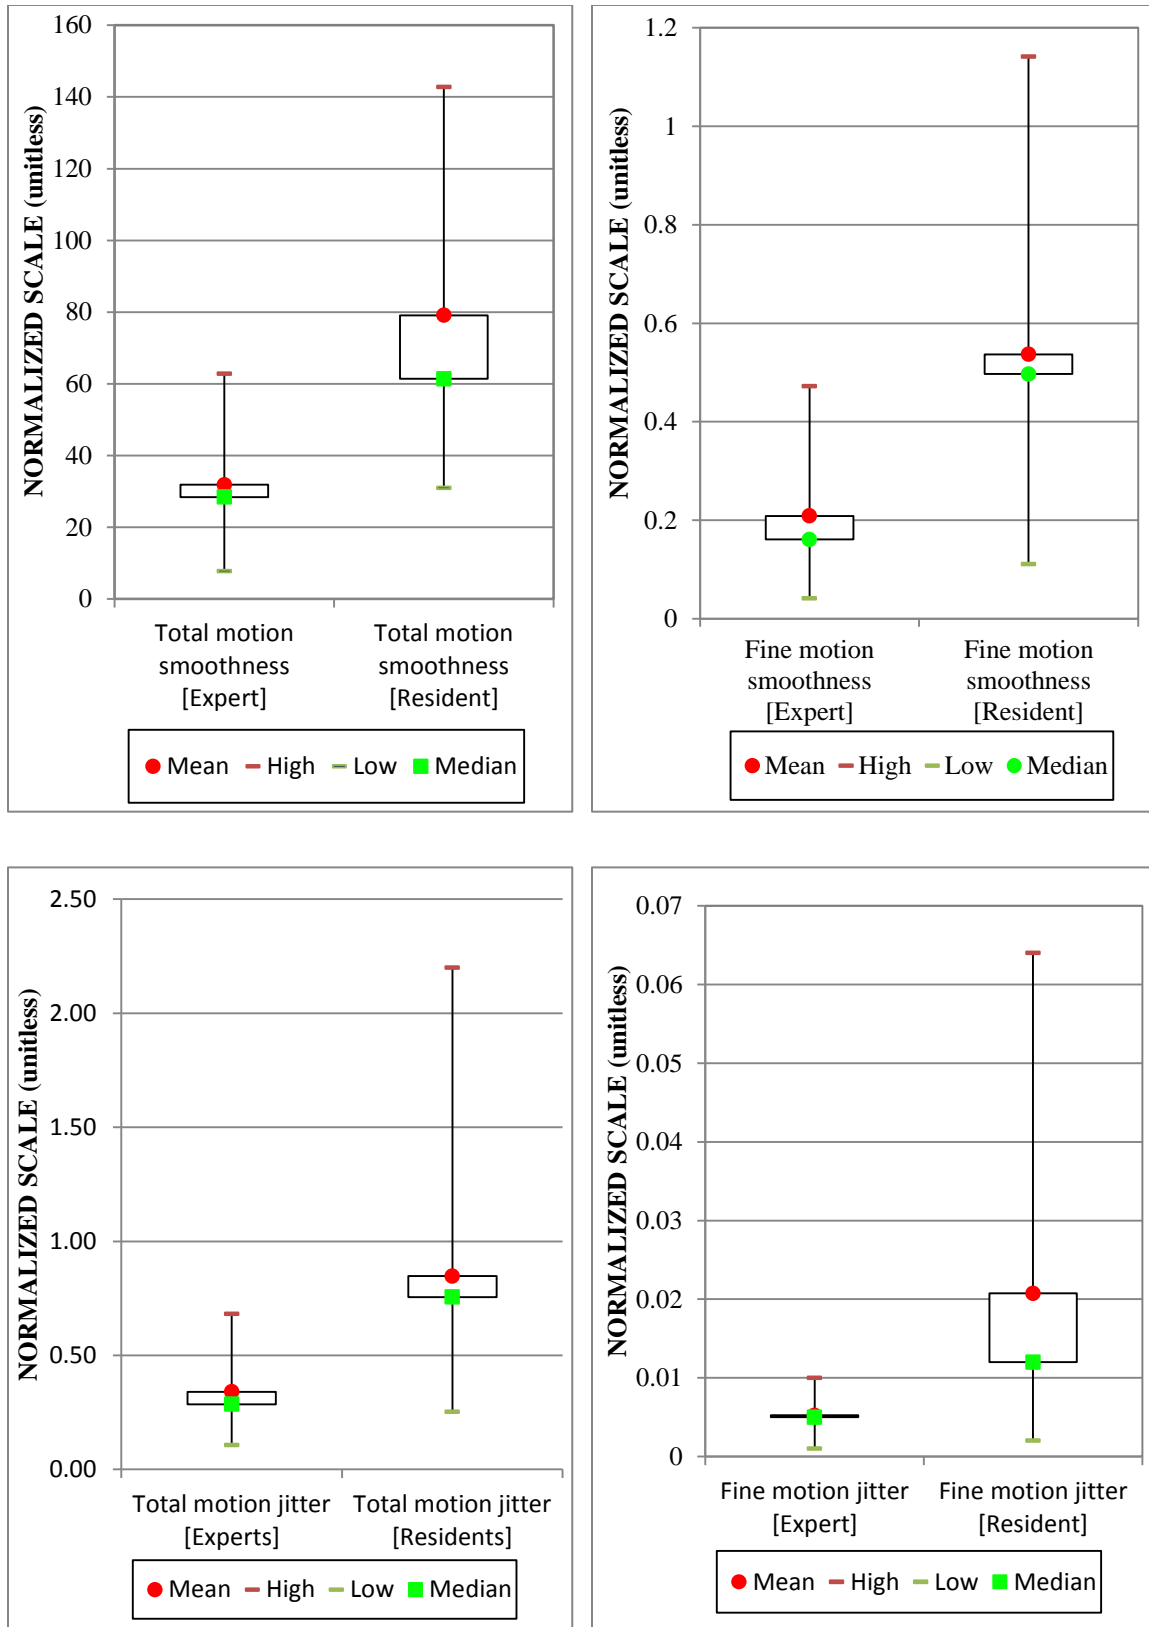 NORMALIZED SCALE (unitless)
160
140
120
100
80
60
40
20
0
Total motion
smoothness
[Expert]
Total motion
smoothness
[Resident]
Mean High Low Median
NORMALIZED SCALE (unitless)
1.2
1
0.8
0.6
0.4
0.2
0
Fine motion
smoothness
[Expert]
Fine motion
smoothness
[Resident]
Mean High Low Median
NORMALIZED SCALE (unitless)
2.50
2.00
1.50
1.00
0.50
0.00
Total motion jitter
[Experts]
Total motion jitter
[Residents]
Mean High Low Median
NORMALIZED SCALE (unitless)
0.07
0.06
0.05
0.04
0.03
0.02
0.01
0
Fine motion jitter
[Expert]
Fine motion jitter
[Resident]
Mean High Low Median